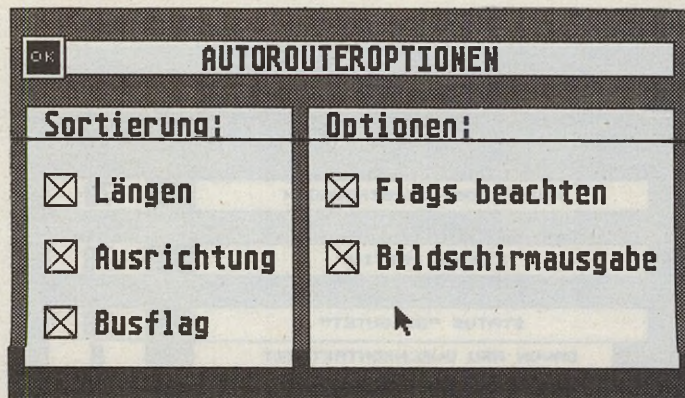 OK
AUTOROUTEROPTIONEN
Sortierung:
Längen
Ausrichtung
Busflag
Optionen:
Flags beachten
Bildschirmausgabe